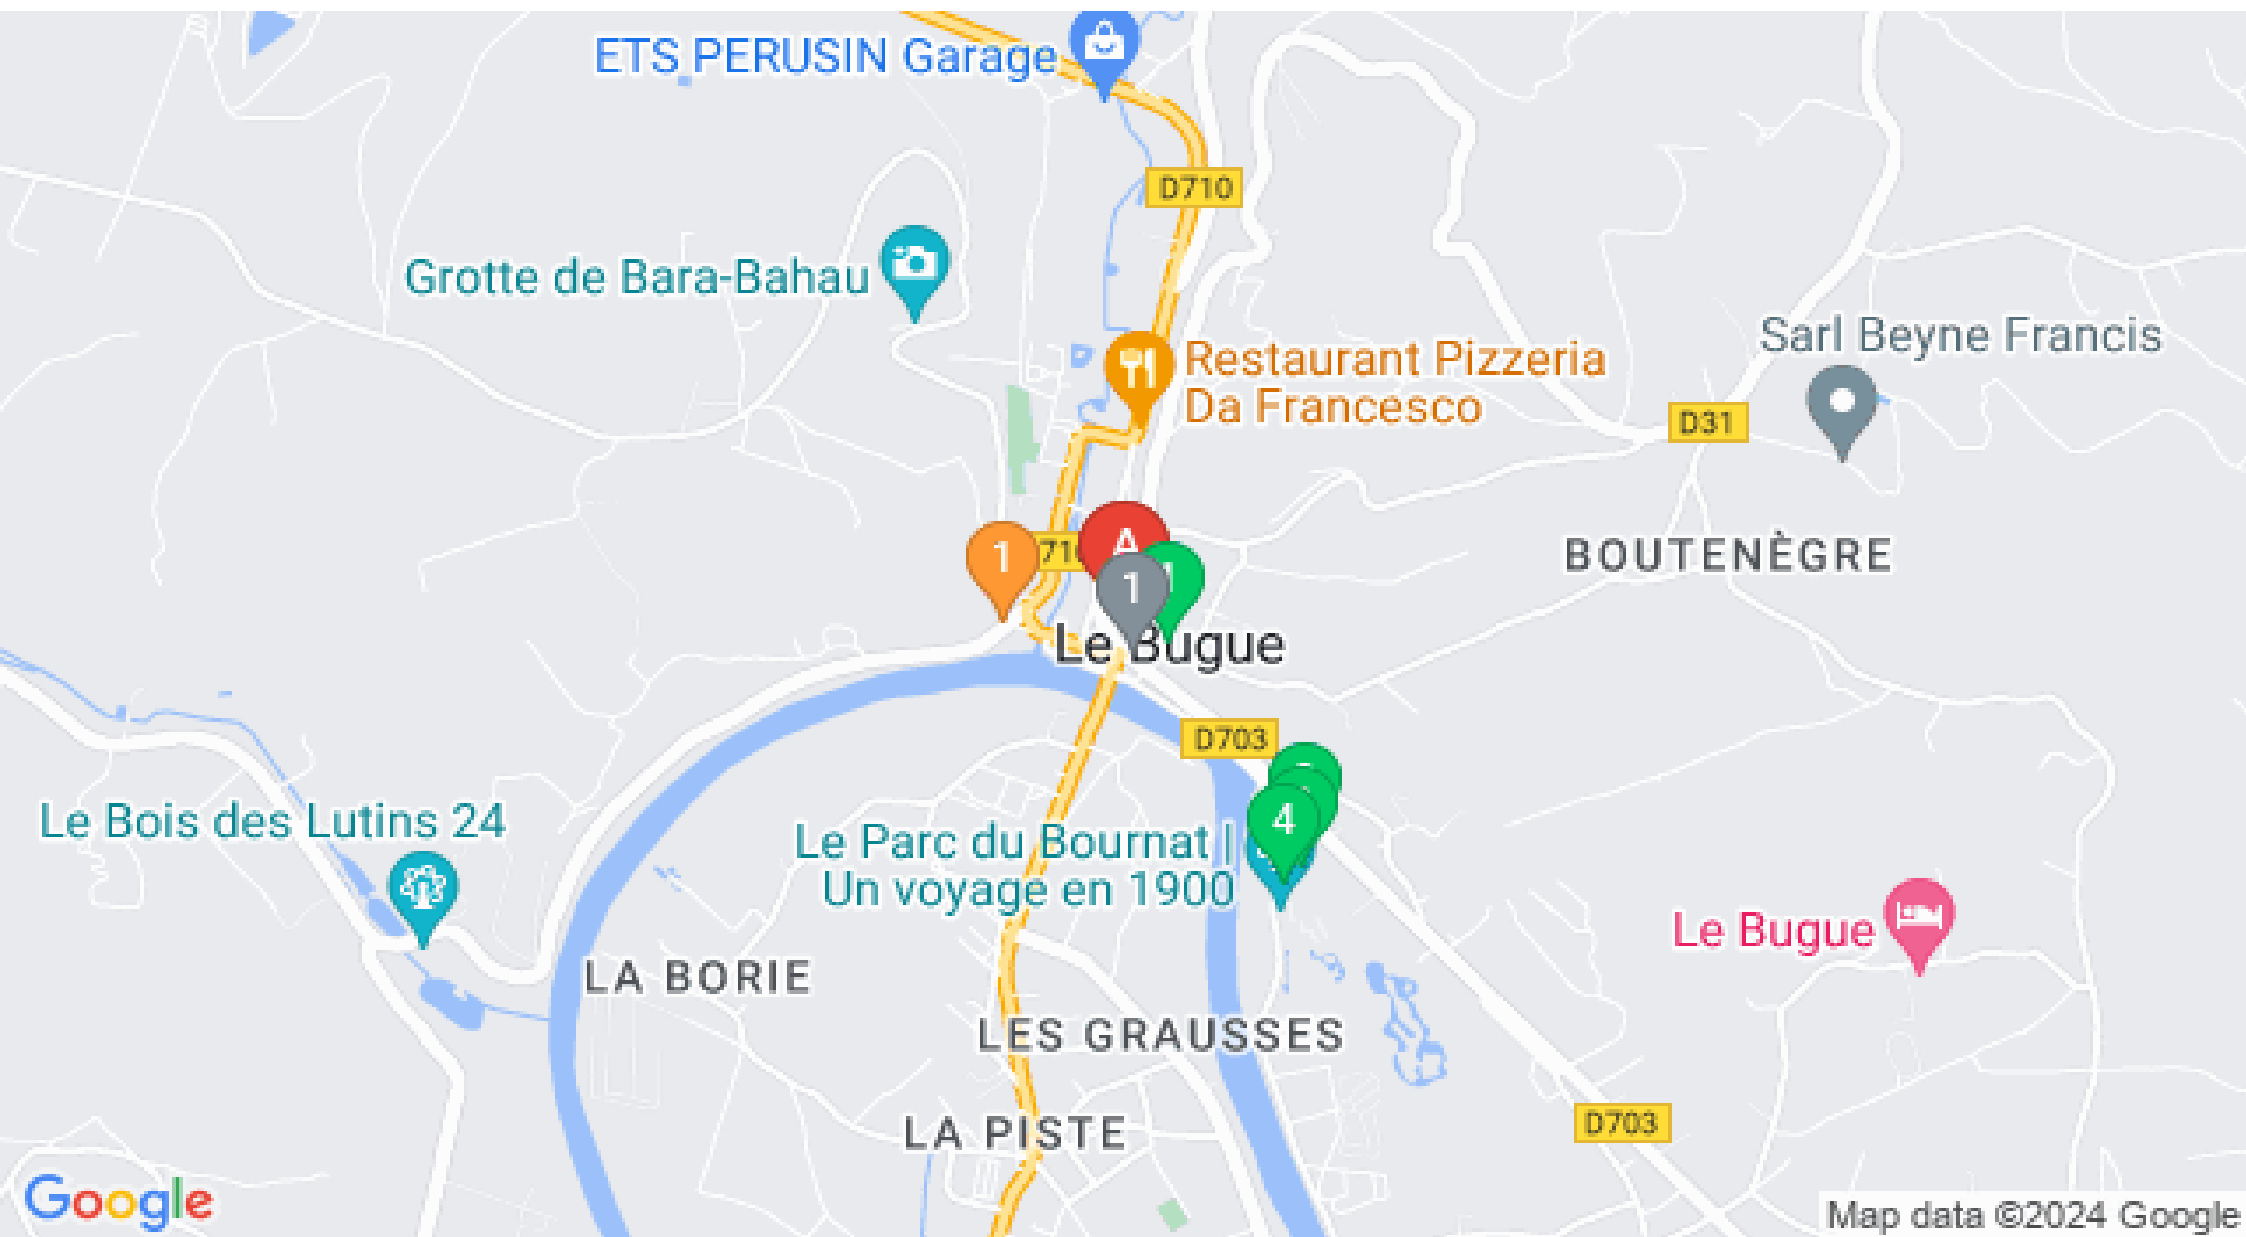 ETS PERUSIN Garage
D710
Grotte de Bara-Bahau
Restaurant Pizzeria
Da Francesco
Sarl Beyne Francis
D31
BOUTENÈGRE
1
A
1
Le Bugue
D703
4
Le Bois des Lutins 24
Le Parc du Bournat |
Un voyage en 1900
Le Bugue
LA BORIE
LES GRAUSSES
LA PISTE
D703
Google
Map data ©2024 Google